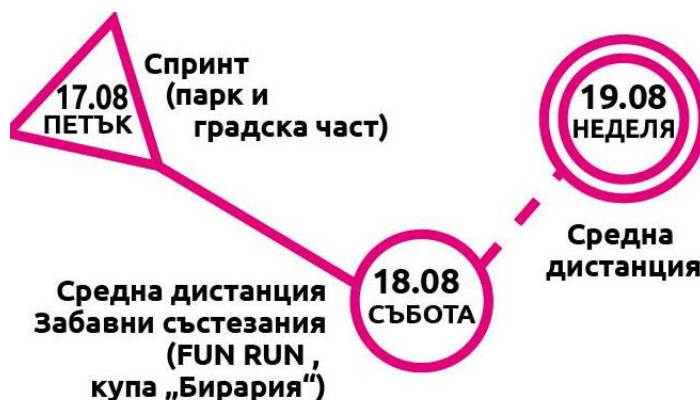 17.08
ПЕТЪК
Спринт
(парк и
градска част)
19.08
НЕДЕЛЯ
Средна
дистанция
18.08
СЪБОТА
Средна дистанция
Забавни състезания
(FUN RUN ,
купа „Бирария“)